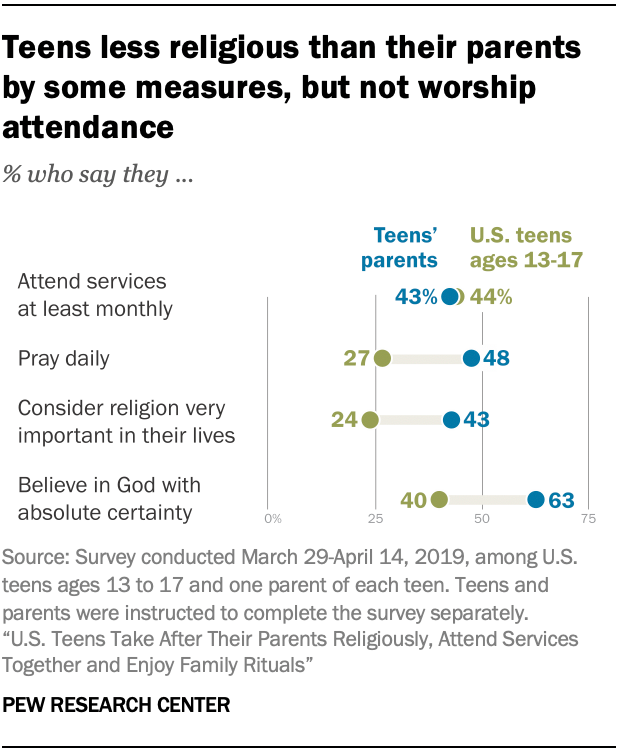 Teens less religious than their parents
by some measures, but not worship
attendance
% who say they ...
Teens’ parents
U.S. teens ages 13-17
Attend services at least monthly
43% 44%
Pray daily
27 48
Consider religion very important in their lives
24 43
Believe in God with absolute certainty
40 63
0% 25 50 75
Source: Survey conducted March 29-April 14, 2019, among U.S.
teens ages 13 to 17 and one parent of each teen. Teens and
parents were instructed to complete the survey separately.
“U.S. Teens Take After Their Parents Religiously, Attend Services
Together and Enjoy Family Rituals”
PEW RESEARCH CENTER